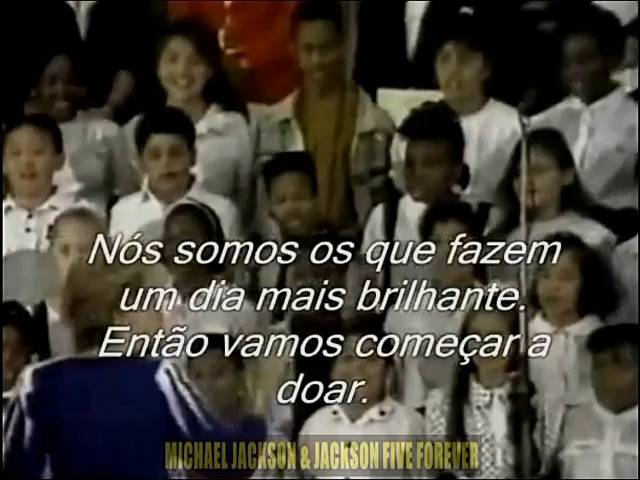 Nós somos os que fazem
um dia mais brilhante.
Então vamos começar a
doar.
MICHAEL JACKSON & JACKSON FIVE FOREVER